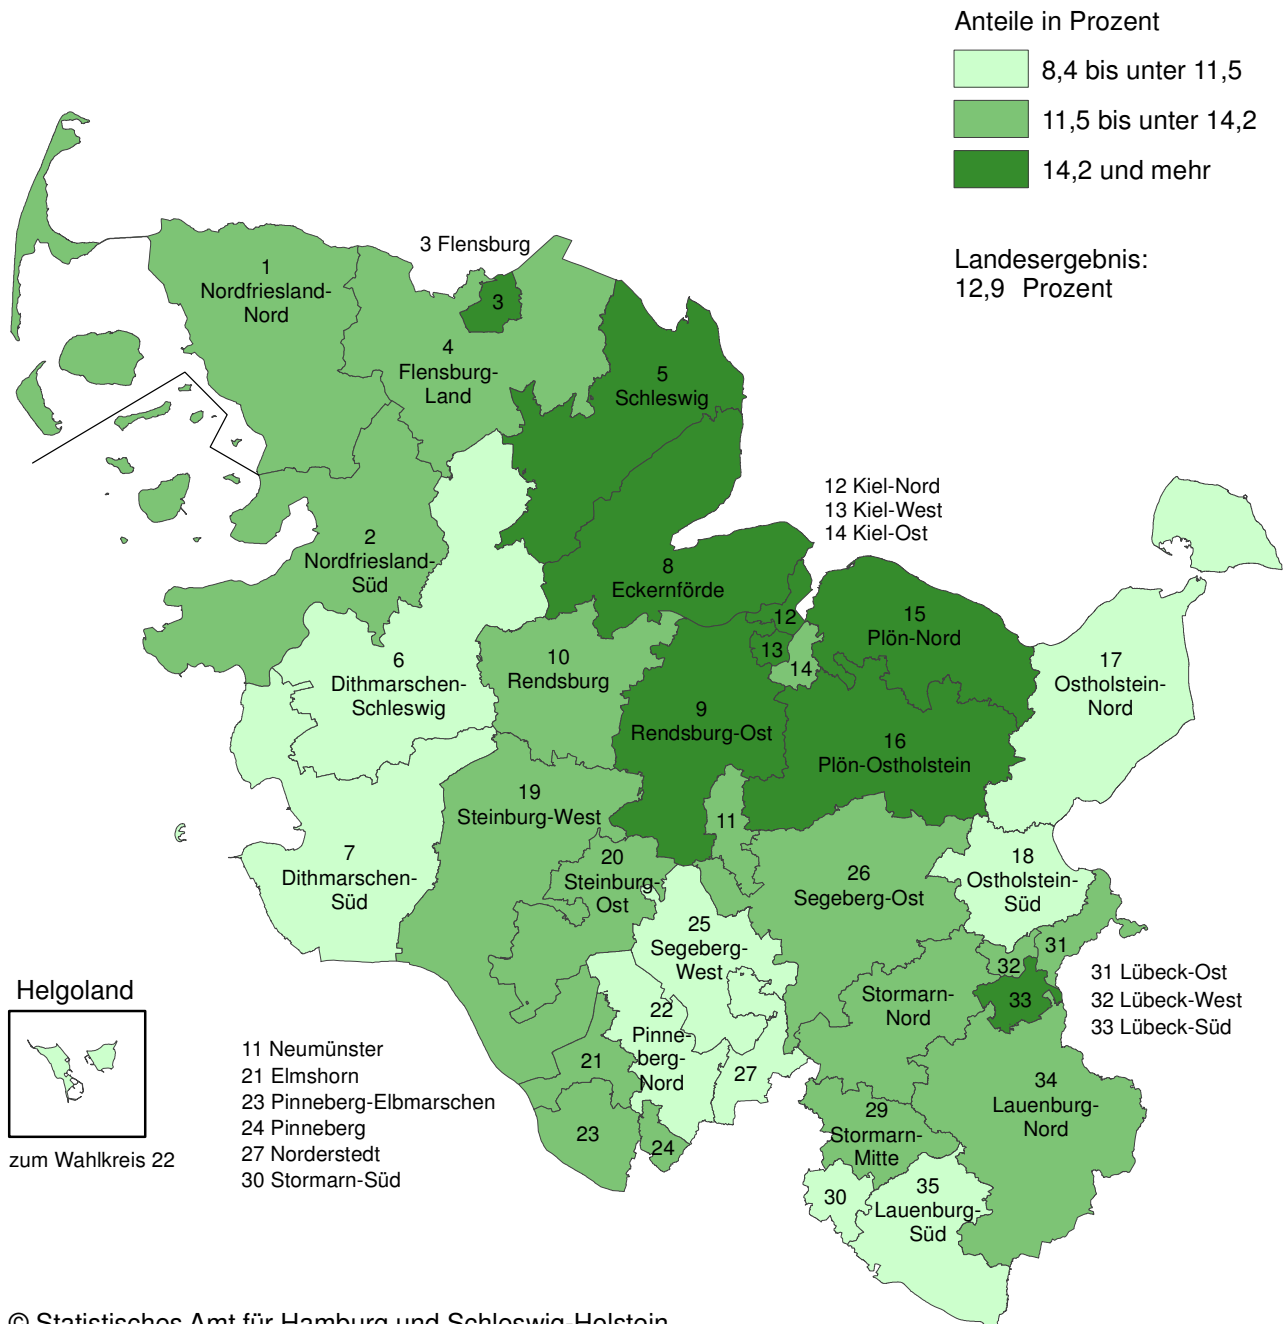 Anteile in Prozent
8,4 bis unter 11,5
11,5 bis unter 14,2
14,2 und mehr
Landesergebnis:
12,9 Prozent
3 Flensburg
1
Nordfriesland-
Nord
3
4
Flensburg-
Land
5
Schleswig
12 Kiel-Nord
13 Kiel-West
14 Kiel-Ost
2
Nordfriesland-
Süd
8
Eckernförde
12
13
14
15
Plön-Nord
6
Dithmarschen-
Schleswig
10
Rendsburg
17
Ostholstein-
Nord
9
Rendsburg-Ost
16
Plön-Ostholstein
19
Steinburg-West
11
7
Dithmarschen-
Süd
20
Steinburg-
Ost
26
Segeberg-Ost
18
Ostholstein-
Süd
25
Segeberg-
West
31
32
33
31 Lübeck-Ost
32 Lübeck-West
33 Lübeck-Süd
Stormarn-
Nord
22
Pinne-
berg-
Nord
Helgoland
zum Wahlkreis 22
11 Neumünster
21 Elmshorn
23 Pinneberg-Elbmarschen
24 Pinneberg
27 Norderstedt
30 Stormarn-Süd
21
27
23
24
34
Lauenburg-
Nord
29
Stormarn-
Mitte
30
35
Lauenburg-
Süd
© Statistisches Amt für Hamburg und Schleswig-Holstein